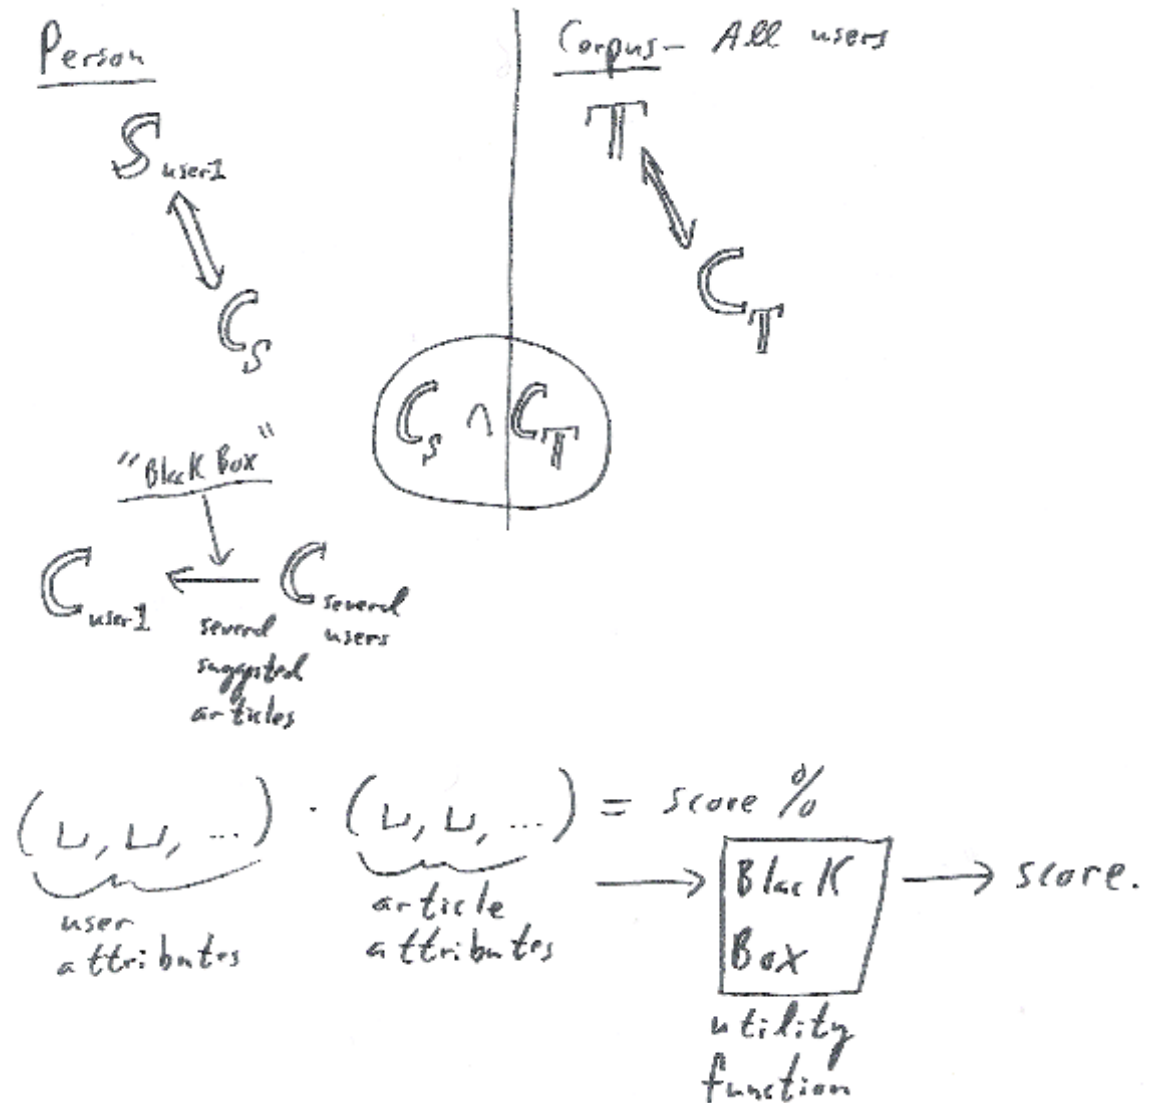 Person
S user1
C S
Corpus - All users
T
C T
C S ∩ C T
"Black Box"
C user1 ← C several users
several
suggested
articles
(⊔, ⊔, ...) · (⊔, ⊔, ...) = score %
user
attributes
article
attributes
→ Black
Box → score.
utility
function